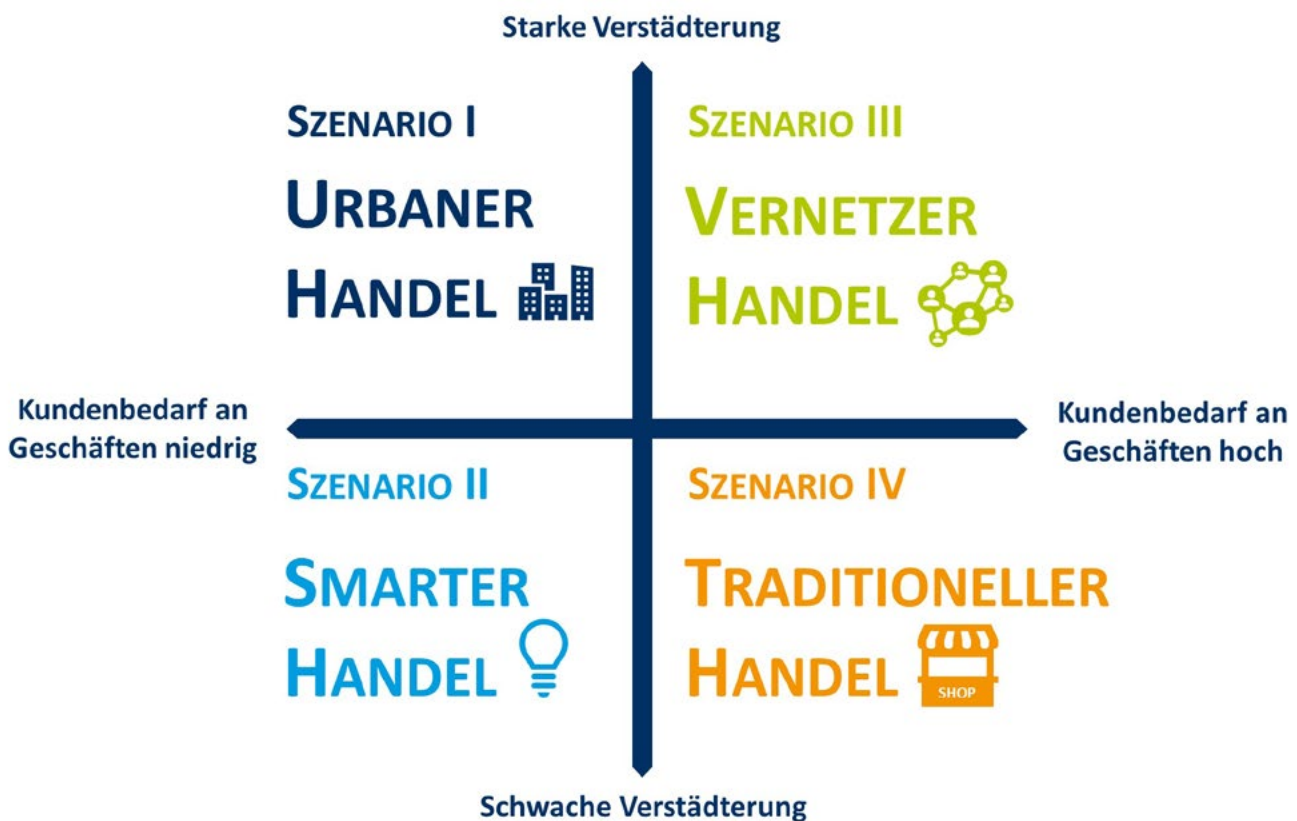 Starke Verstädterung
SZENARIO I
URBANER
HANDEL
SZENARIO III
VERNETZER
HANDEL
Kundenbedarf an
Geschäften niedrig
Kundenbedarf an
Geschäften hoch
SZENARIO II
SMARTER
HANDEL
SZENARIO IV
TRADITIONELLER
HANDEL
SHOP
Schwache Verstädterung